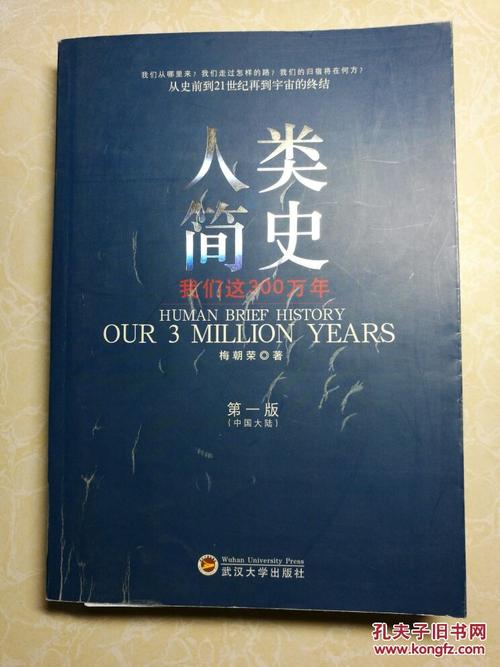 我们从哪里来?我们走过怎样的路?我们的归宿将在何方?
从史前到21世纪再到宇宙的终结
人类
简史
我们这300万年
HUMAN BRIEF HISTORY
OUR 3 MILLION YEARS
梅朝荣◎著
第一版
(中国大陆)
Wuhan University Press
武汉大学出版社
孔夫子旧书网
www.kongfz.com